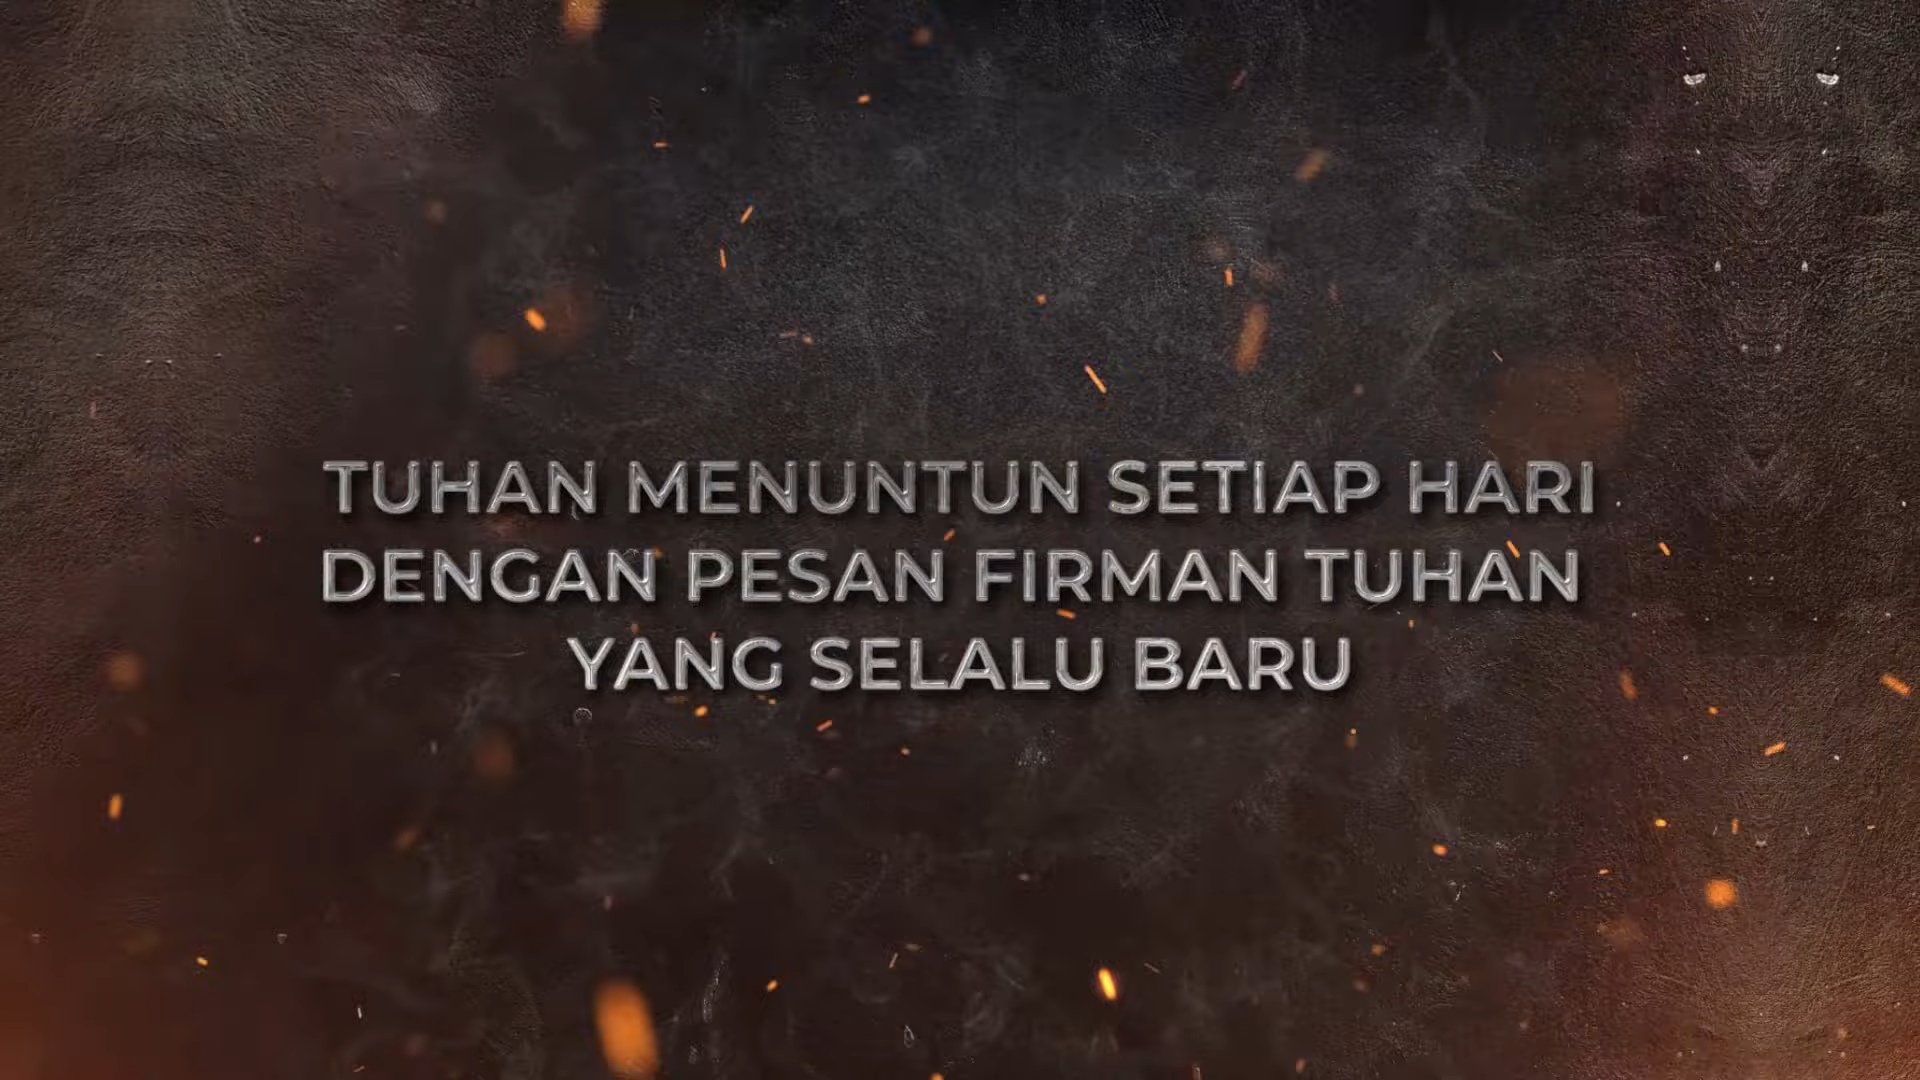 TUHAN MENUNTUN SETIAP HARI
DENGAN PESAN FIRMAN TUHAN
YANG SELALU BARU